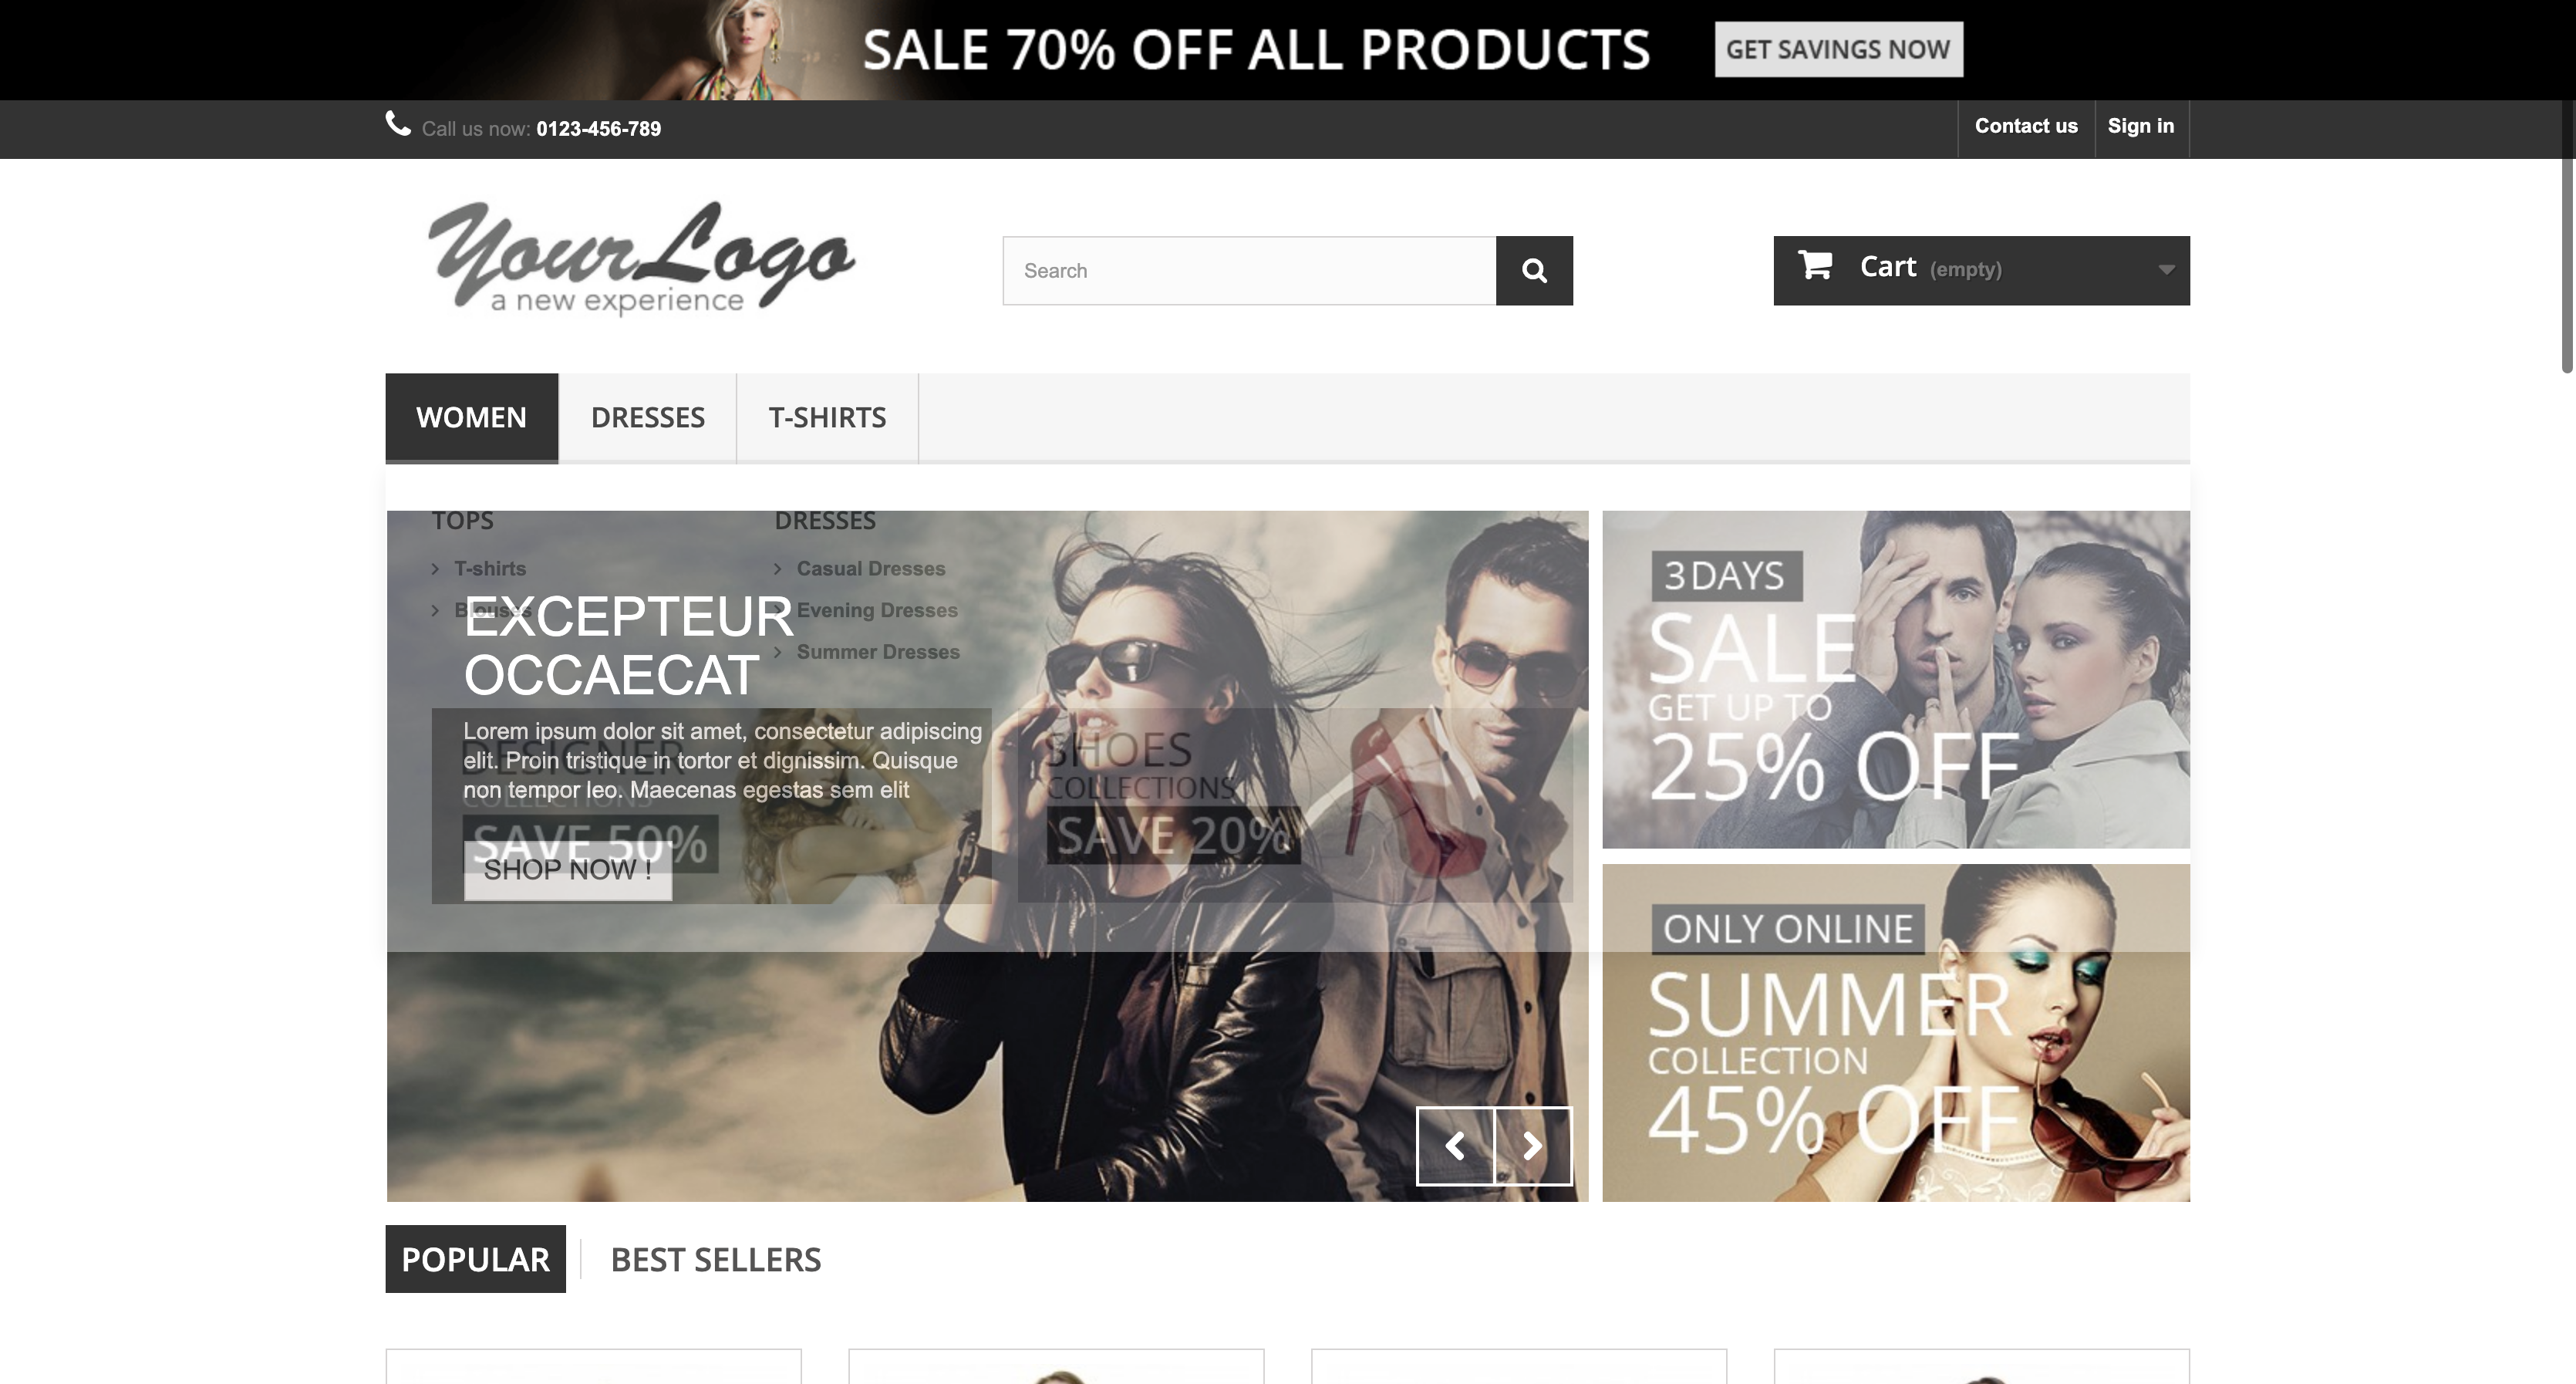 SALE 70% OFF ALL PRODUCTS
GET SAVINGS NOW
Call us now: 0123-456-789
Contact us
Sign in
YourLogo
a new experience
Search
Cart (empty)
WOMEN
DRESSES
T-SHIRTS
TOPS
T-shirts
Blouses
DRESSES
Casual Dresses
Evening Dresses
Summer Dresses
EXCEPTEUR
OCCAECAT
Lorem ipsum dolor sit amet, consectetur adipiscing
elit. Proin tristique in tortor et dignissim. Quisque
non tempor leo. Maecenas egestas sem elit
SHOP NOW !
DESIGNER
COLLECTIONS
SAVE 50%
SHOES
COLLECTIONS
SAVE 20%
3 DAYS
SALE
GET UP TO
25% OFF
ONLY ONLINE
SUMMER
COLLECTION
45% OFF
POPULAR
BEST SELLERS